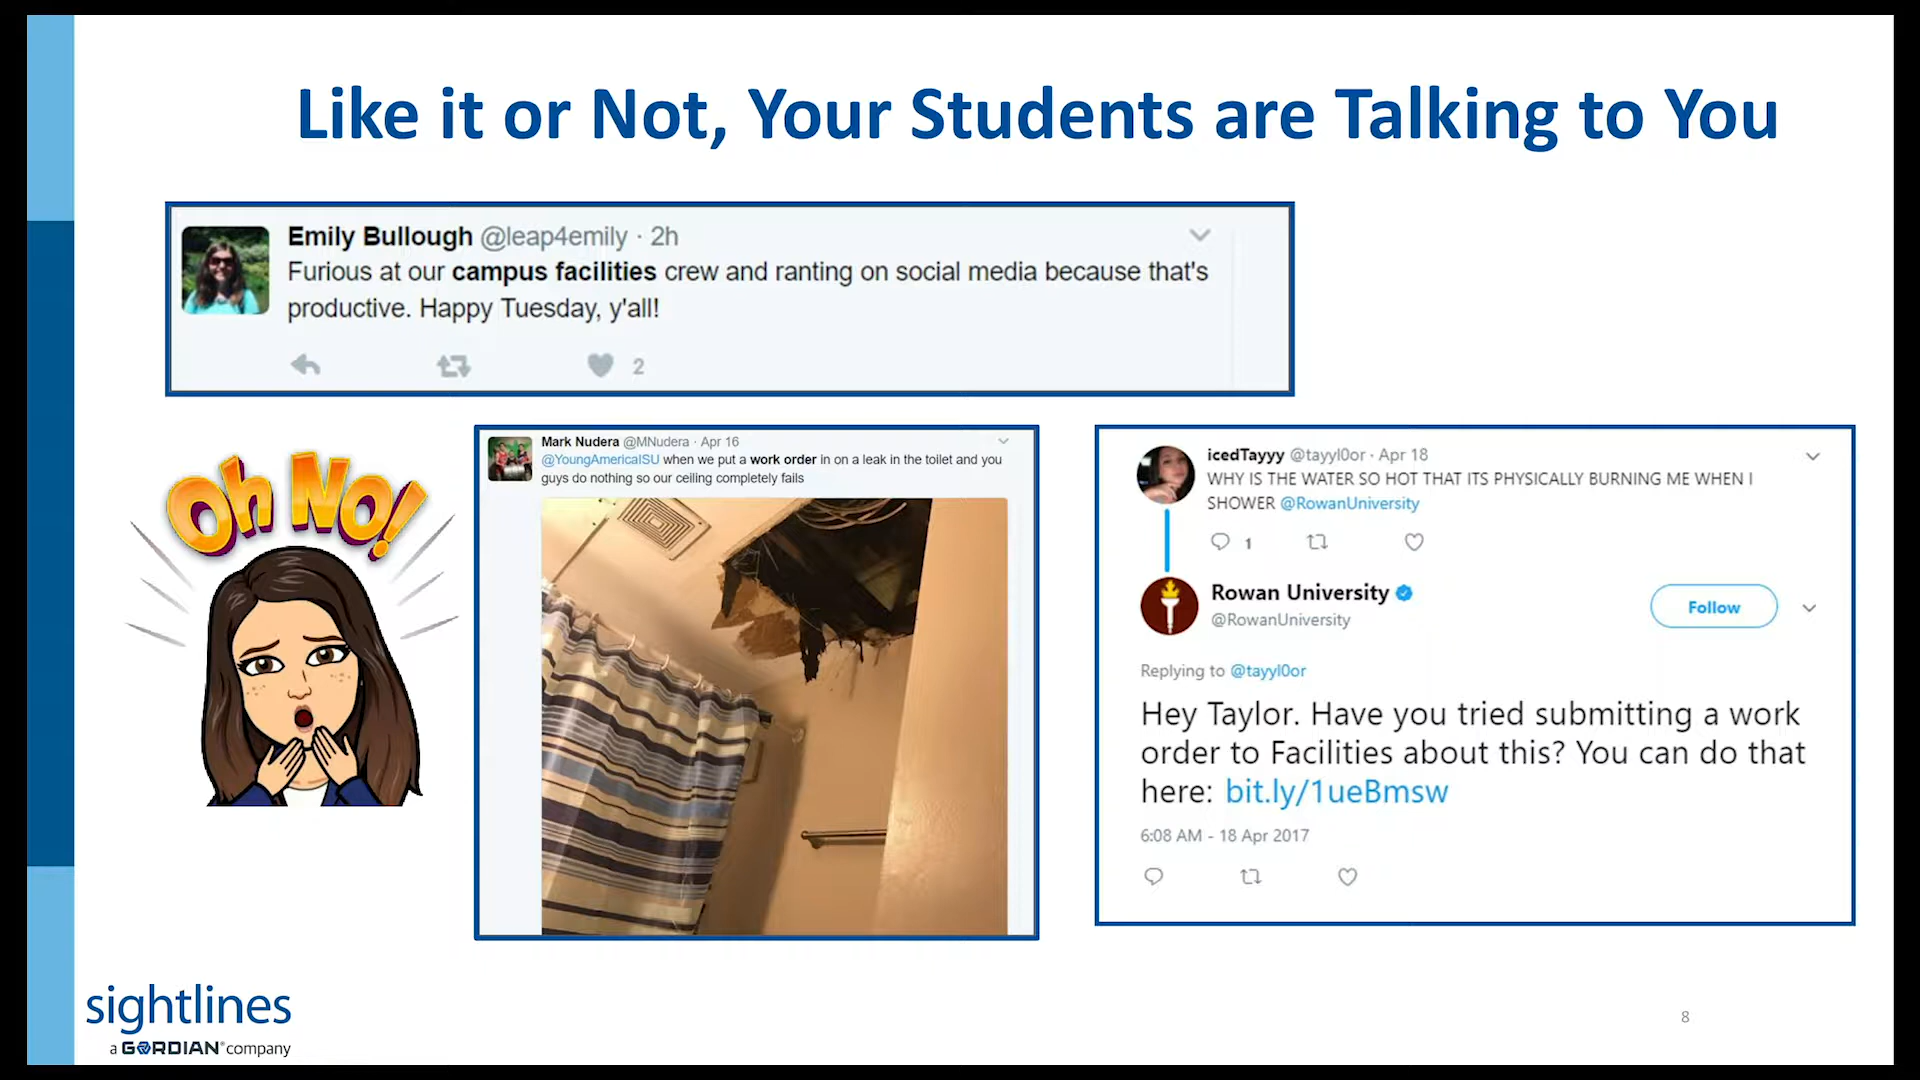 Like it or Not, Your Students are Talking to You
Emily Bullough @leap4emily · 2h
Furious at our campus facilities crew and ranting on social media because that's
productive. Happy Tuesday, y'all!
2
Oh No!
Mark Nudera @MNudera · Apr 16
@YoungAmericaISU when we put a work order in on a leak in the toilet and you
guys do nothing so our ceiling completely fails
icedTayyy @tayyl0or · Apr 18
WHY IS THE WATER SO HOT THAT ITS PHYSICALLY BURNING ME WHEN I
SHOWER @RowanUniversity
1
Rowan University
@RowanUniversity
Follow
Replying to @tayyl0or
Hey Taylor. Have you tried submitting a work
order to Facilities about this? You can do that
here: bit.ly/1ueBmsw
6:08 AM - 18 Apr 2017
sightlines
a GORDIAN® company
8